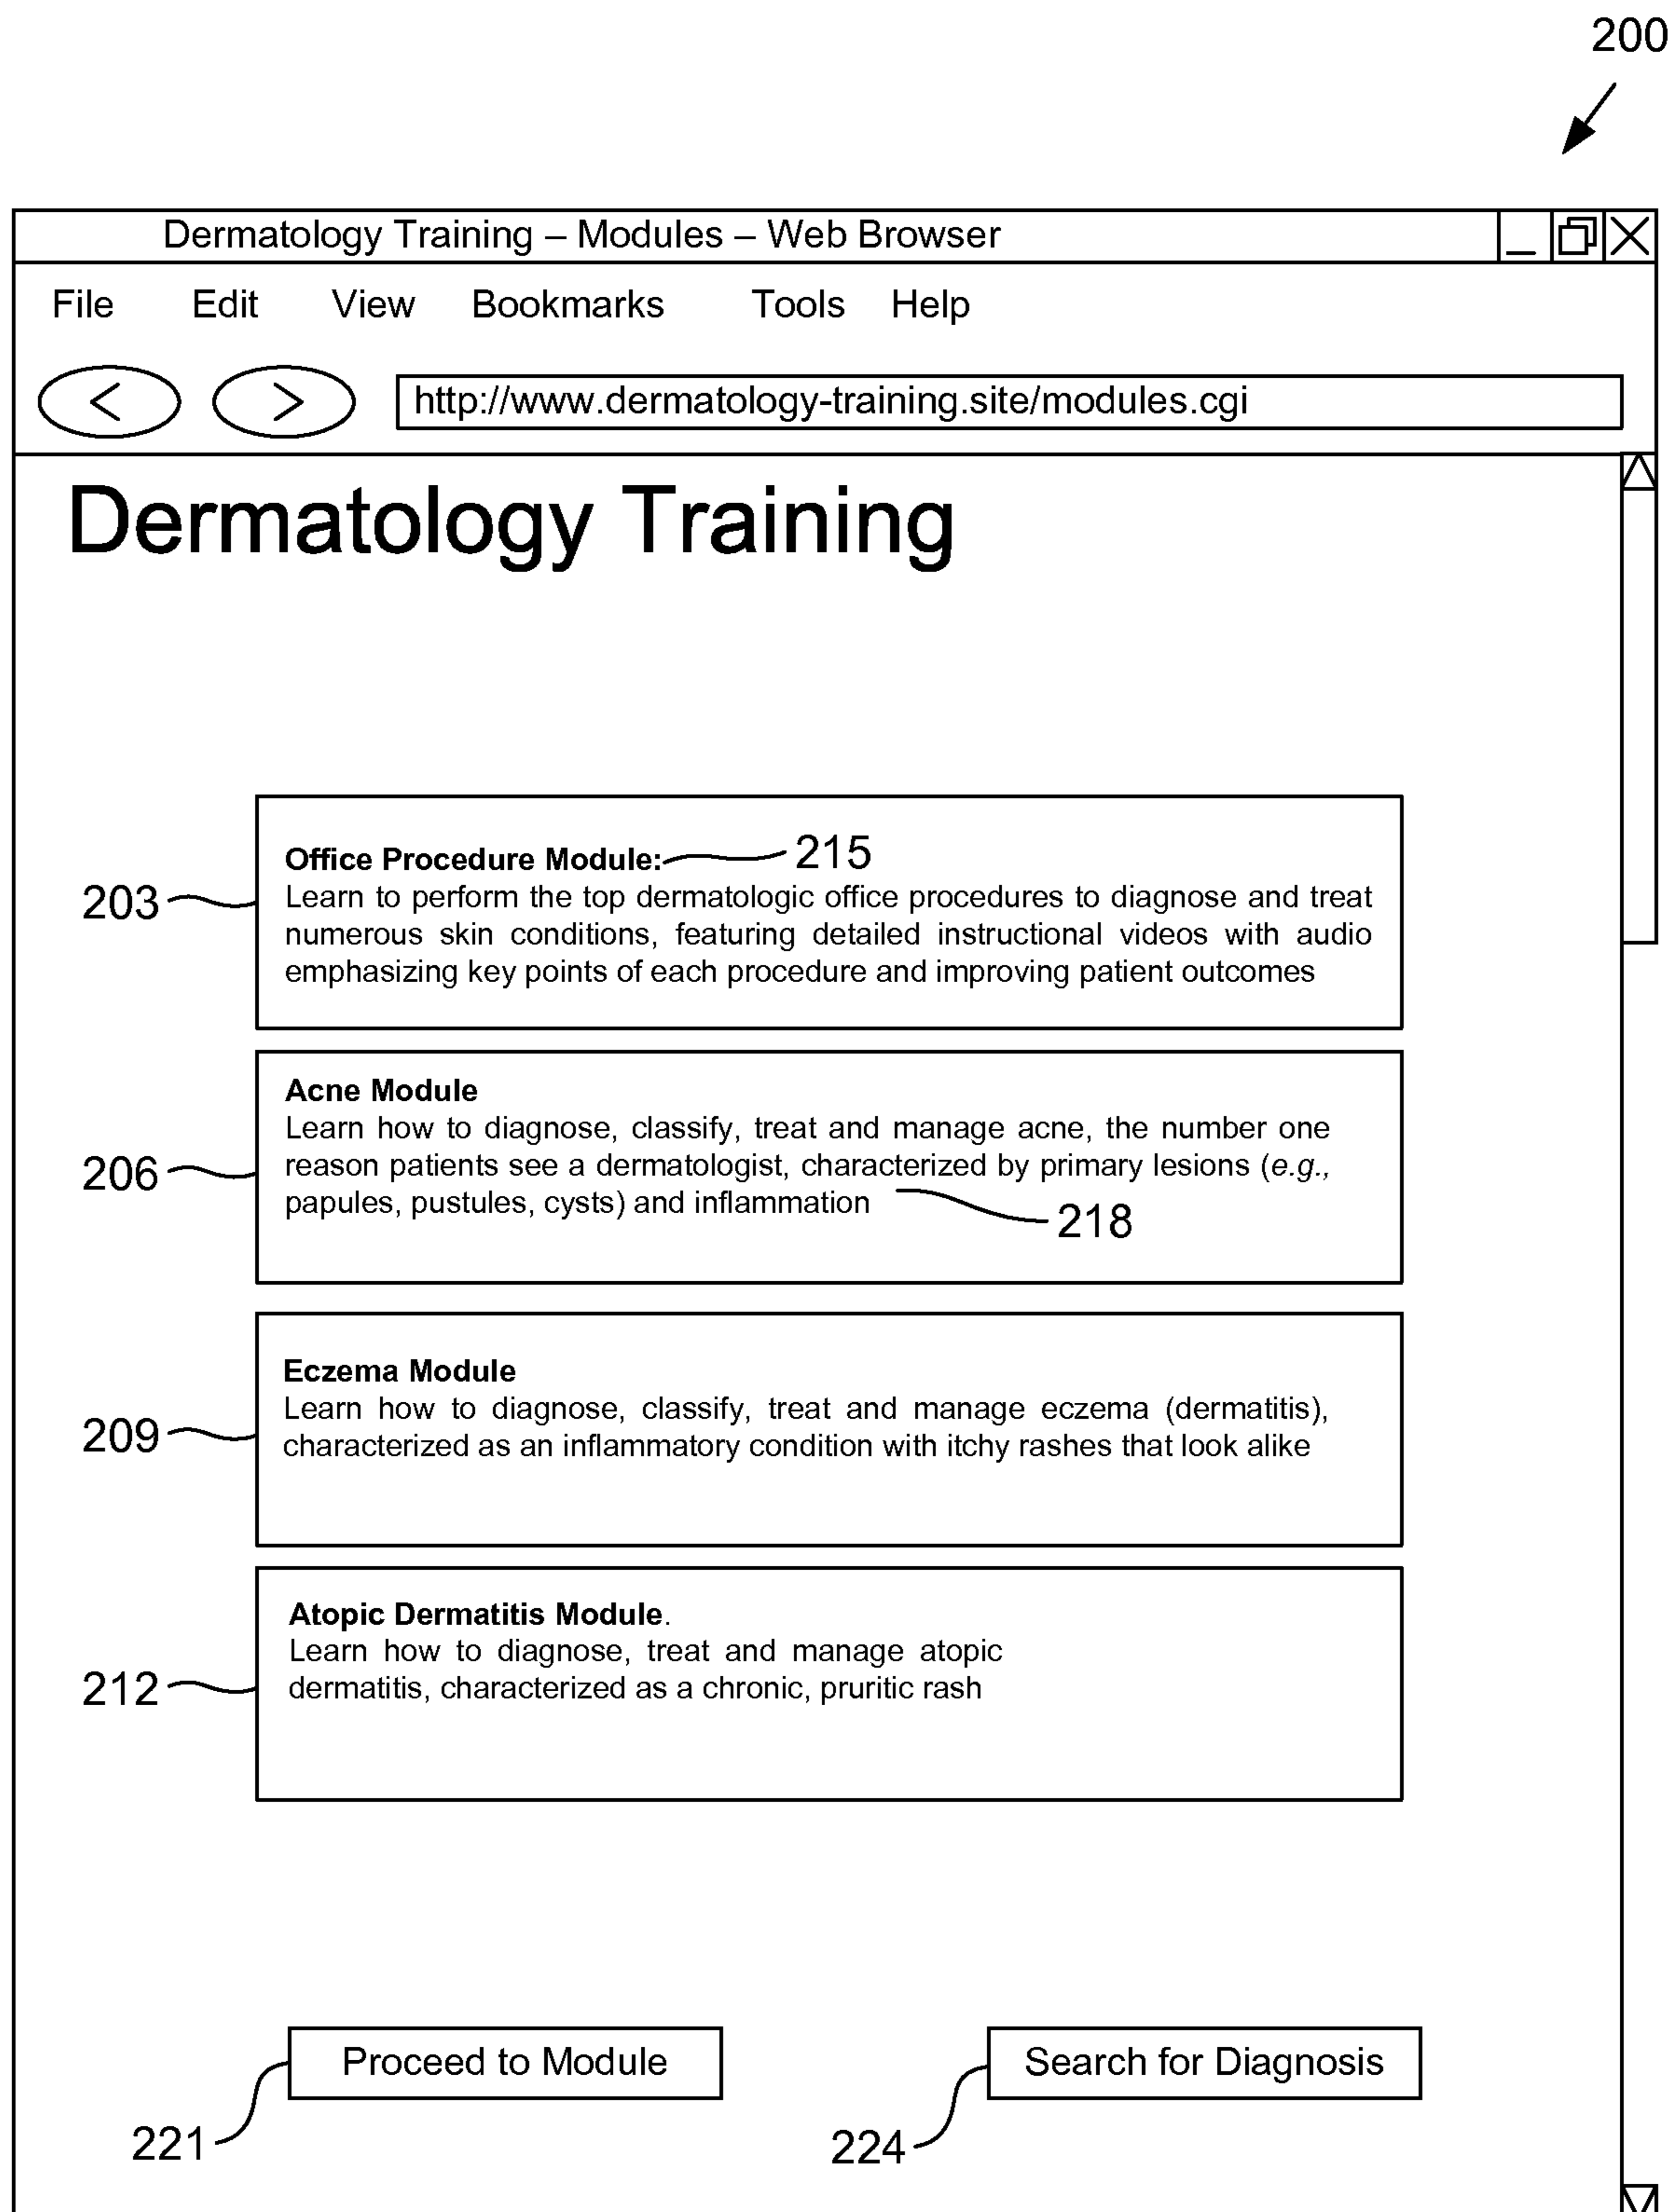 200
Dermatology Training – Modules – Web Browser
File Edit View Bookmarks Tools Help
< > http://www.dermatology-training.site/modules.cgi
Dermatology Training
Office Procedure Module: 215
203 Learn to perform the top dermatologic office procedures to diagnose and treat
numerous skin conditions, featuring detailed instructional videos with audio
emphasizing key points of each procedure and improving patient outcomes
Acne Module
Learn how to diagnose, classify, treat and manage acne, the number one
206 reason patients see a dermatologist, characterized by primary lesions (e.g.,
papules, pustules, cysts) and inflammation
218
Eczema Module
Learn how to diagnose, classify, treat and manage eczema (dermatitis),
209 characterized as an inflammatory condition with itchy rashes that look alike
Atopic Dermatitis Module.
Learn how to diagnose, treat and manage atopic
212 dermatitis, characterized as a chronic, pruritic rash
Proceed to Module Search for Diagnosis
221 224